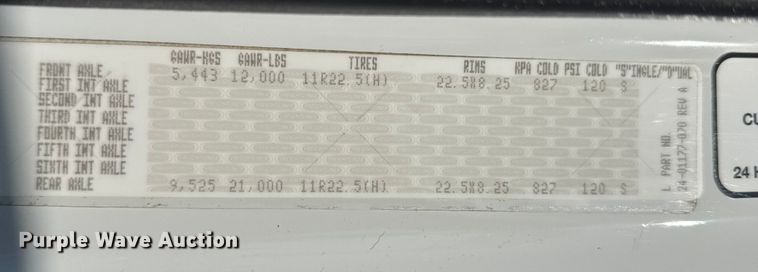 GAWR-KGS GAWR-LBS TIRES RIMS KPA COLD PSI COLD "S"INGLE/"D"UAL
FRONT AXLE 5,443 12,000 11R22.5(H) 22.5X8.25 827 120 S
FIRST INT AXLE
SECOND INT AXLE
THIRD INT AXLE
FOURTH INT AXLE
FIFTH INT AXLE
SIXTH INT AXLE
REAR AXLE 9,525 21,000 11R22.5(H) 22.5X8.25 827 120 S
L PART NO.
24-01177-070 REV A
CU
24 H
Purple Wave Auction